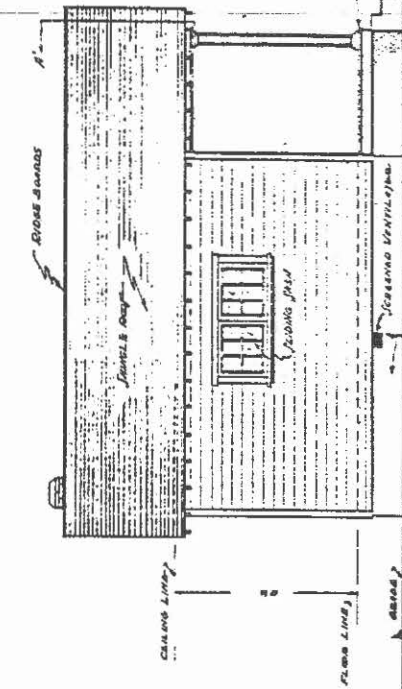 A'
RIDGE BOARDS
SHINGLE ROOF
SLIDING SASH
SCREENED VENTILATOR
CEILING LINE
FLOOR LINE
GRADE